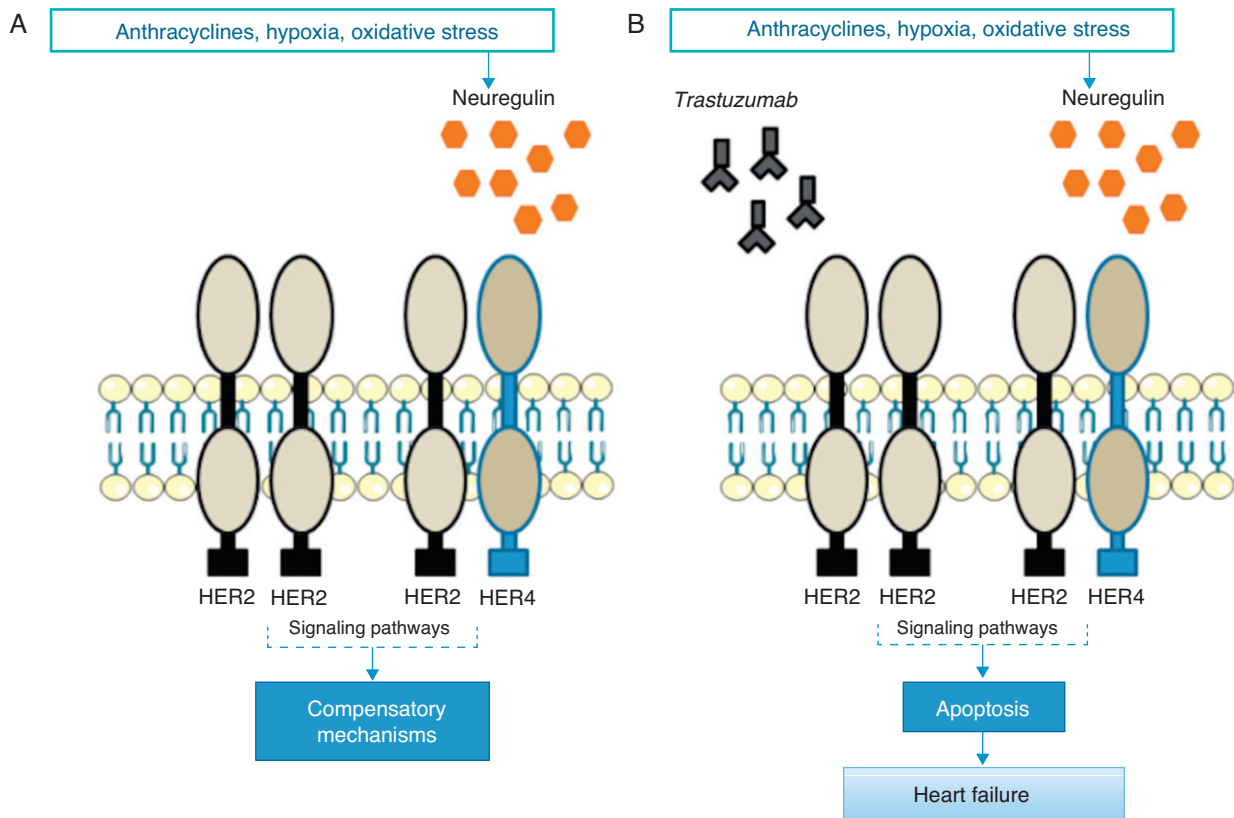 A
Anthracyclines, hypoxia, oxidative stress
Neuregulin
HER2 HER2 HER2 HER4
Signaling pathways
Compensatory
mechanisms
B
Anthracyclines, hypoxia, oxidative stress
Trastuzumab
Neuregulin
HER2 HER2 HER2 HER4
Signaling pathways
Apoptosis
Heart failure